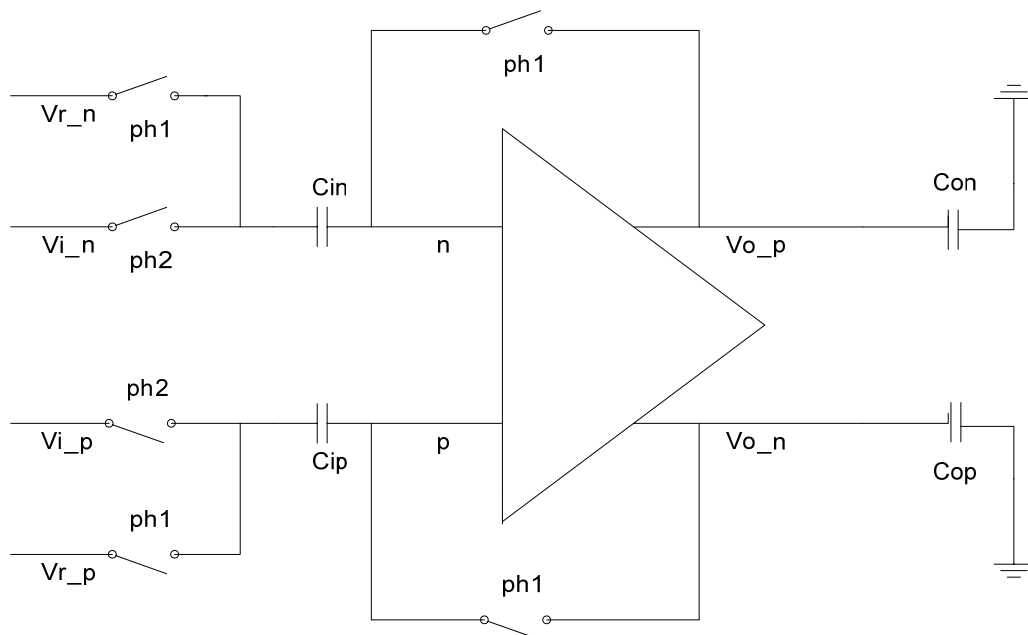 ph1
Vr_n
ph1
Cin
Con
Vi_n
ph2
n
Vo_p
ph2
Vi_p
Cip
p
Vo_n
Cop
ph1
Vr_p
ph1